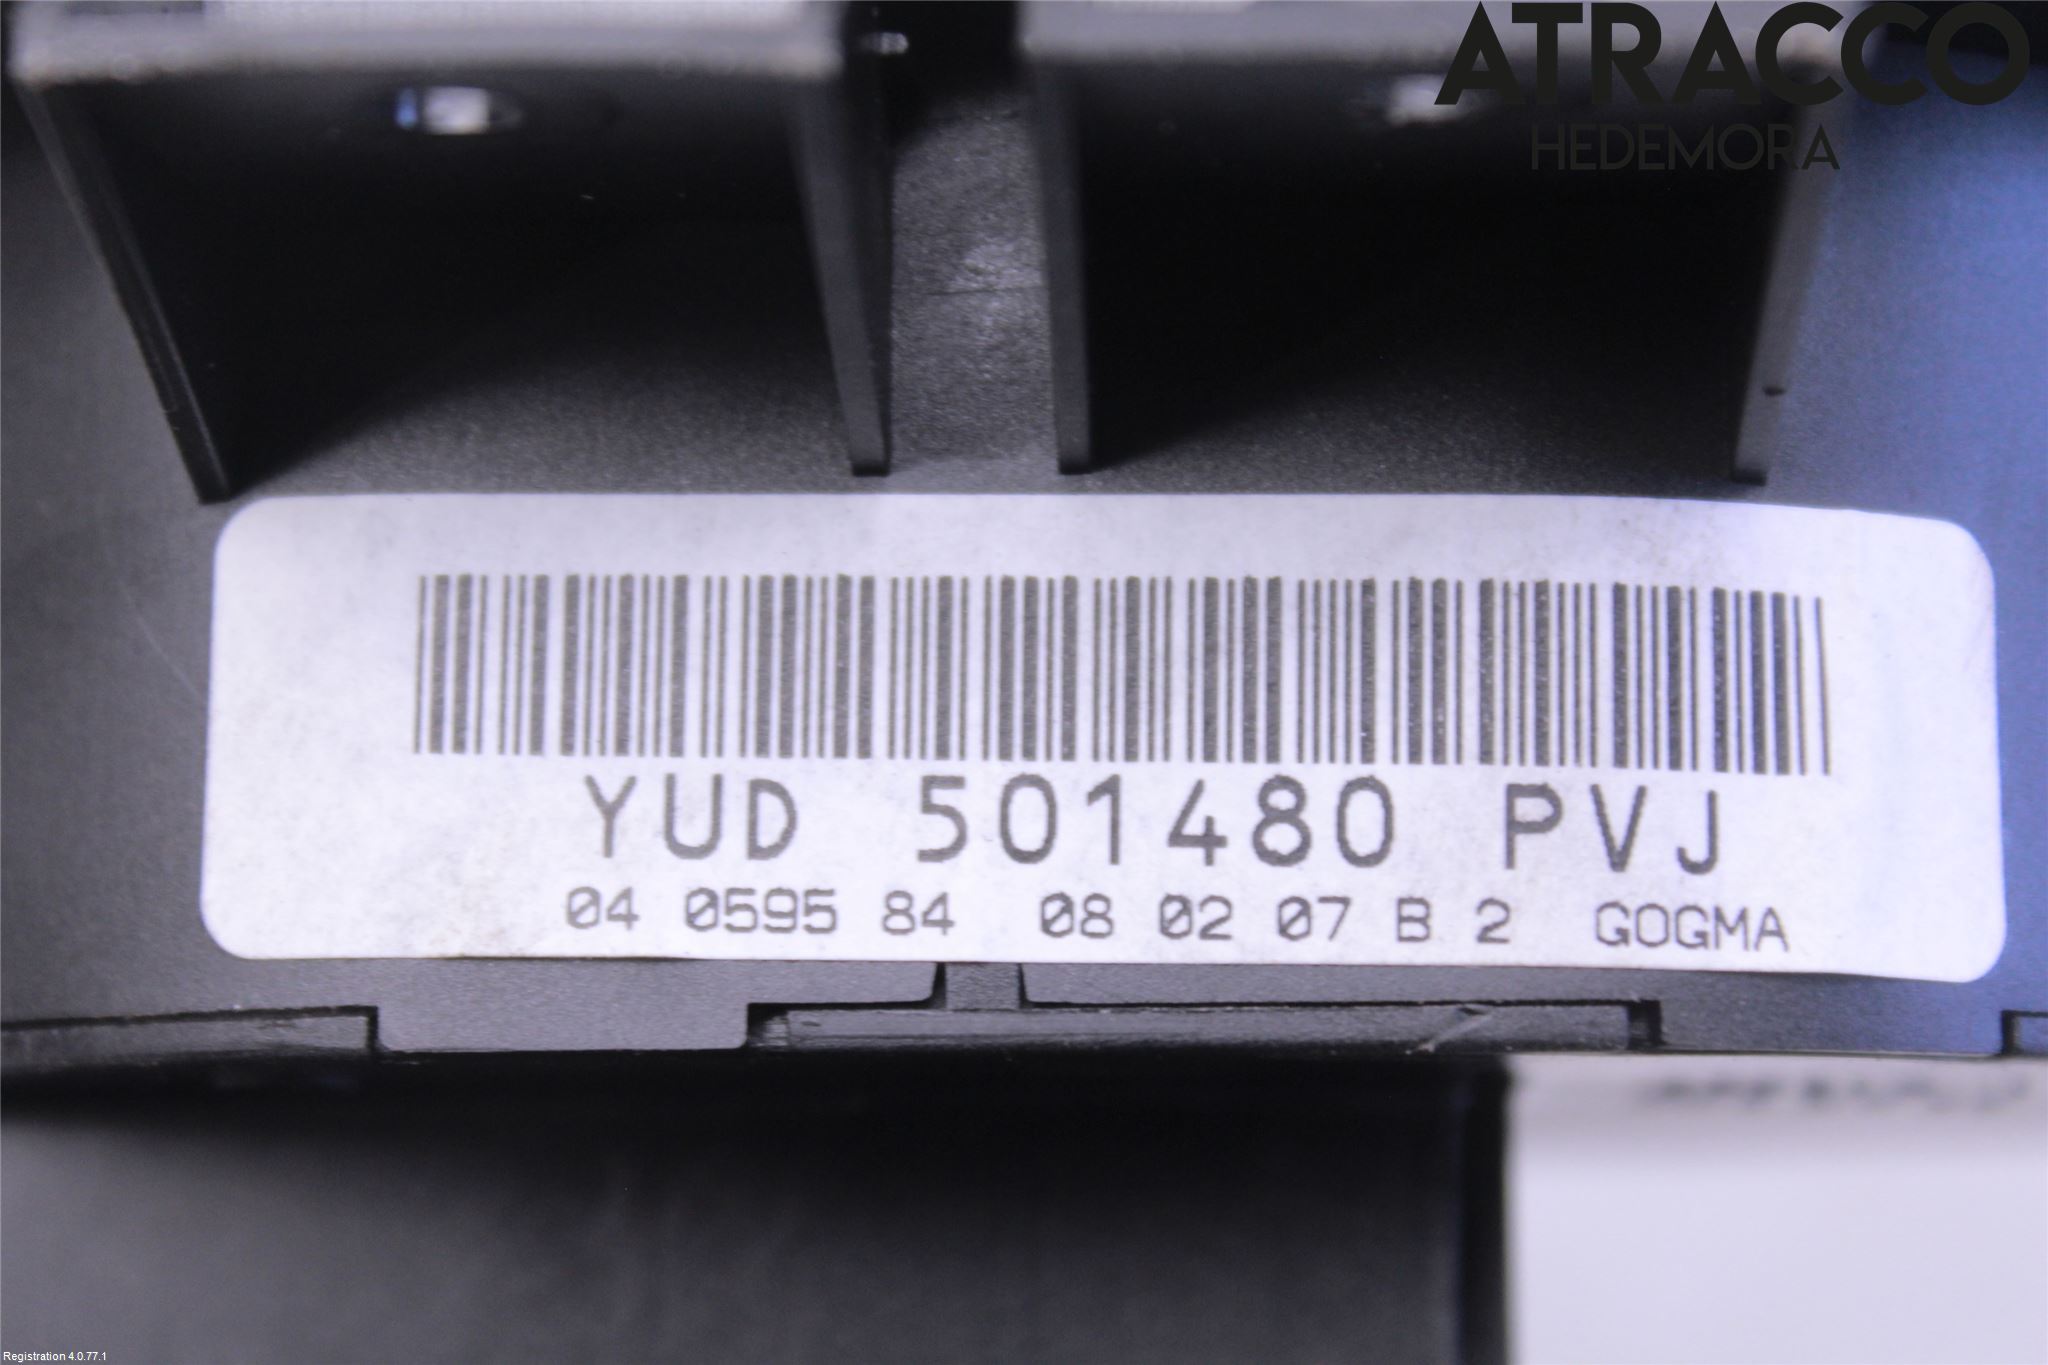 ATRACCO
HEDEMORA
YUD 501480 PVJ
04 0595 84 08 02 07 B 2 GOGMA
Registration 4.0.77.1